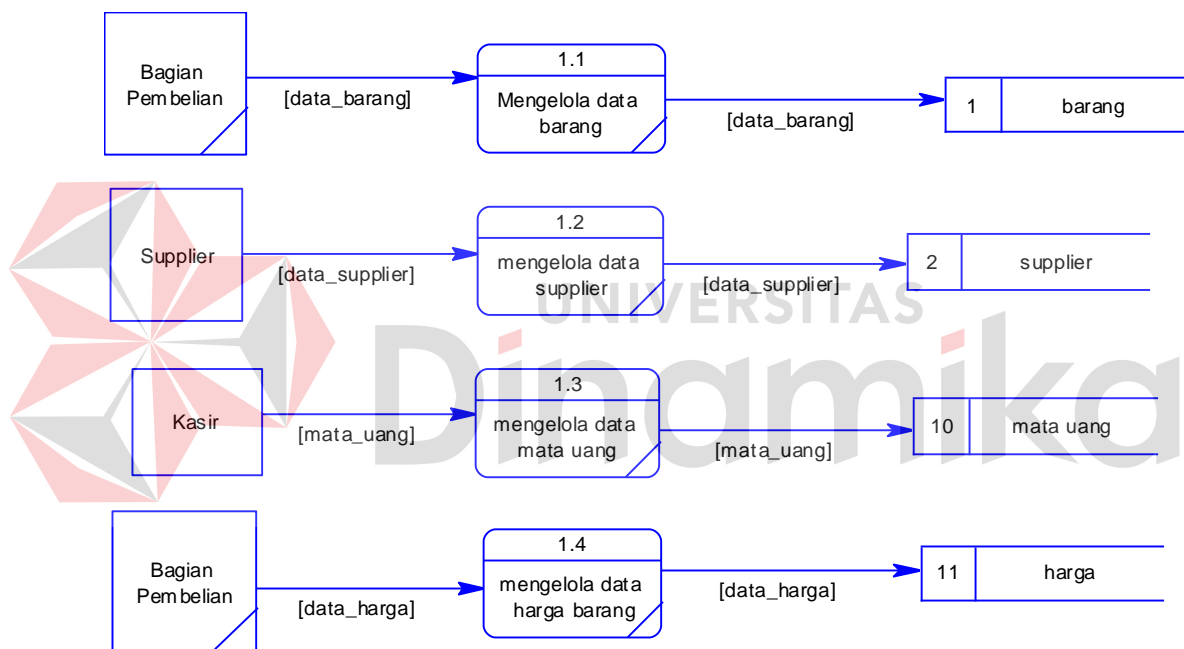 Bagian
Pembelian
[data_barang]
1.1
Mengelola data
barang
[data_barang]
1
barang
Supplier
[data_supplier]
1.2
mengelola data
supplier
[data_supplier]
2
supplier
UNIVERSITAS
Dinamika
Kasir
[mata_uang]
1.3
mengelola data
mata uang
[mata_uang]
10
mata uang
Bagian
Pembelian
[data_harga]
1.4
mengelola data
harga barang
[data_harga]
11
harga